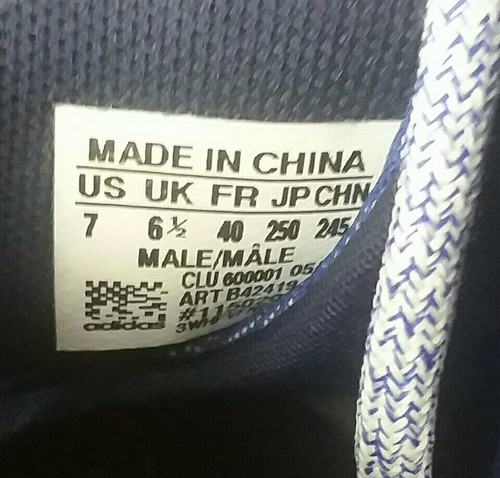 MADE IN CHINA
US UK FR JP CHN
7 6½ 40 250 245
MALE/MÂLE
CLU 600001 05
ART B42419
adidas